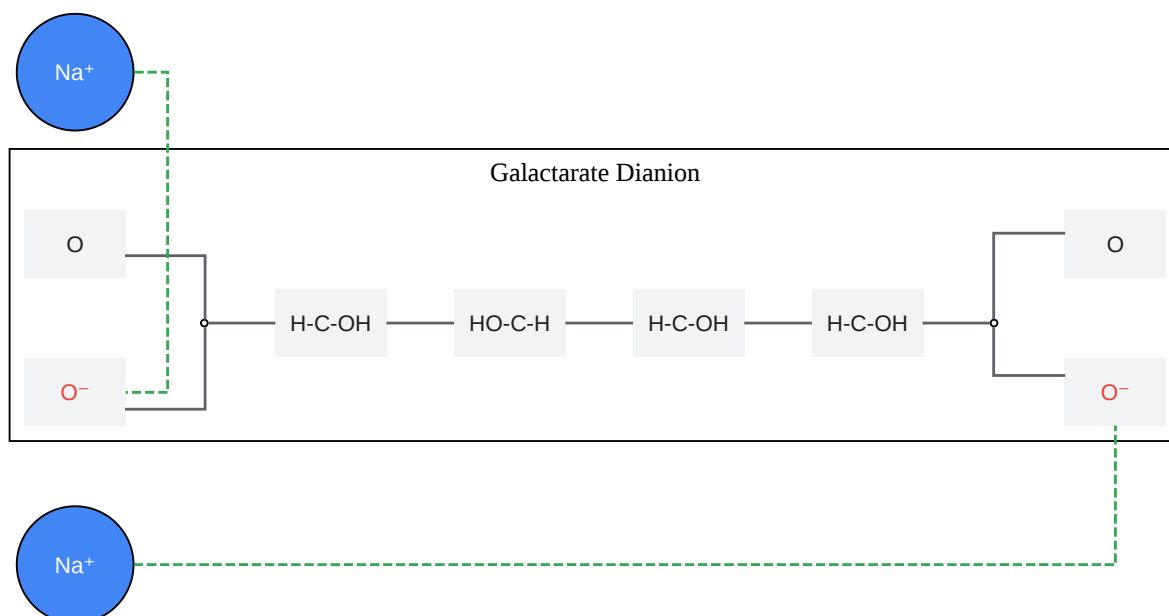 Na⁺
Galactarate Dianion
O
O
H-C-OH
HO-C-H
H-C-OH
H-C-OH
O⁻
O⁻
Na⁺